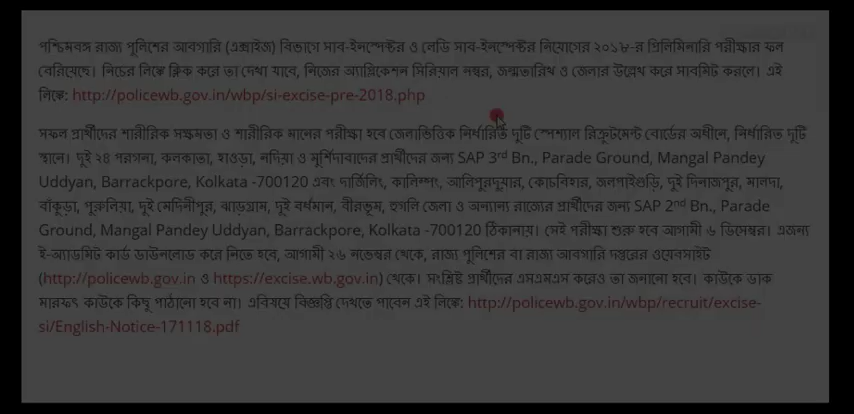 পশ্চিমবঙ্গ রাজ্য পুলিশের আবগারি (এক্সাইজ) বিভাগে সাব-ইনস্পেক্টর ও লেডি সাব-ইনস্পেক্টর নিয়োগের ২০১৮-র প্রিলিমিনারি পরীক্ষার ফল
বেরিয়েছে। নিচের লিঙ্কে ক্লিক করে তা দেখা যাবে, নিজের অ্যাপ্লিকেশন সিরিয়াল নম্বর, জন্মতারিখ ও জেলার উল্লেখ করে সাবমিট করলে। এই
লিঙ্কে: http://policewb.gov.in/wbp/si-excise-pre-2018.php
সফল প্রার্থীদের শারীরিক সক্ষমতা ও শারীরিক মানের পরীক্ষা হবে জেলাভিত্তিক নির্ধারিত দুটি স্পেশ্যাল রিক্রুটমেন্ট বোর্ডের অধীনে, নির্ধারিত দুটি
স্থানে। দুই ২৪ পরগনা, কলকাতা, হাওড়া, নদিয়া ও মুর্শিদাবাদের প্রার্থীদের জন্য SAP 3rd Bn., Parade Ground, Mangal Pandey
Uddyan, Barrackpore, Kolkata -700120 এবং দার্জিলিং, কালিম্পং, আলিপুরদুয়ার, কোচবিহার, জলপাইগুড়ি, দুই দিনাজপুর, মালদা,
বাঁকুড়া, পুরুলিয়া, দুই মেদিনীপুর, ঝাড়গ্রাম, দুই বর্ধমান, বীরভূম, হুগলি জেলা ও অন্যান্য রাজ্যের প্রার্থীদের জন্য SAP 2nd Bn., Parade
Ground, Mangal Pandey Uddyan, Barrackpore, Kolkata -700120 ঠিকানায়। সেই পরীক্ষা শুরু হবে আগামী ৬ ডিসেম্বর। এজন্য
ই-অ্যাডমিট কার্ড ডাউনলোড করে নিতে হবে, আগামী ২৬ নভেম্বর থেকে, রাজ্য পুলিশের বা রাজ্য আবগারি দপ্তরের ওয়েবসাইট
(http://policewb.gov.in ও https://excise.wb.gov.in) থেকে। সংশ্লিষ্ট প্রার্থীদের এসএমএস করেও তা জানানো হবে। কাউকে ডাক
মারফৎ কাউকে কিছু পাঠানো হবে না। এবিষয়ে বিজ্ঞপ্তি দেখতে পাবেন এই লিঙ্কে: http://policewb.gov.in/wbp/recruit/excise-
si/English-Notice-171118.pdf